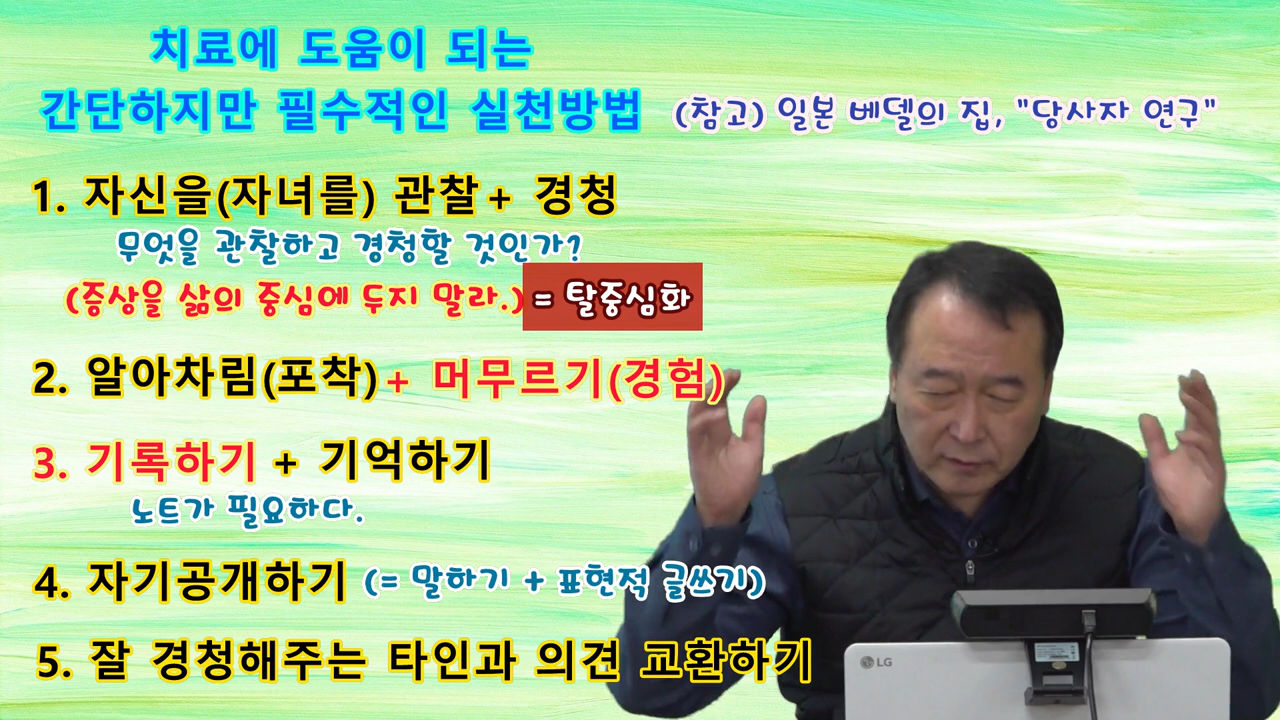 치료에 도움이 되는
간단하지만 필수적인 실천방법 (참고) 일본 베델의 집, "당사자 연구"
1. 자신을(자녀를) 관찰+ 경청
무엇을 관찰하고 경청할 것인가?
(증상을 삶의 중심에 두지 말라.) = 탈중심화
2. 알아차림(포착)+ 머무르기(경험)
3. 기록하기 + 기억하기
노트가 필요하다.
4. 자기공개하기 (= 말하기 + 표현적 글쓰기)
5. 잘 경청해주는 타인과 의견 교환하기
LG